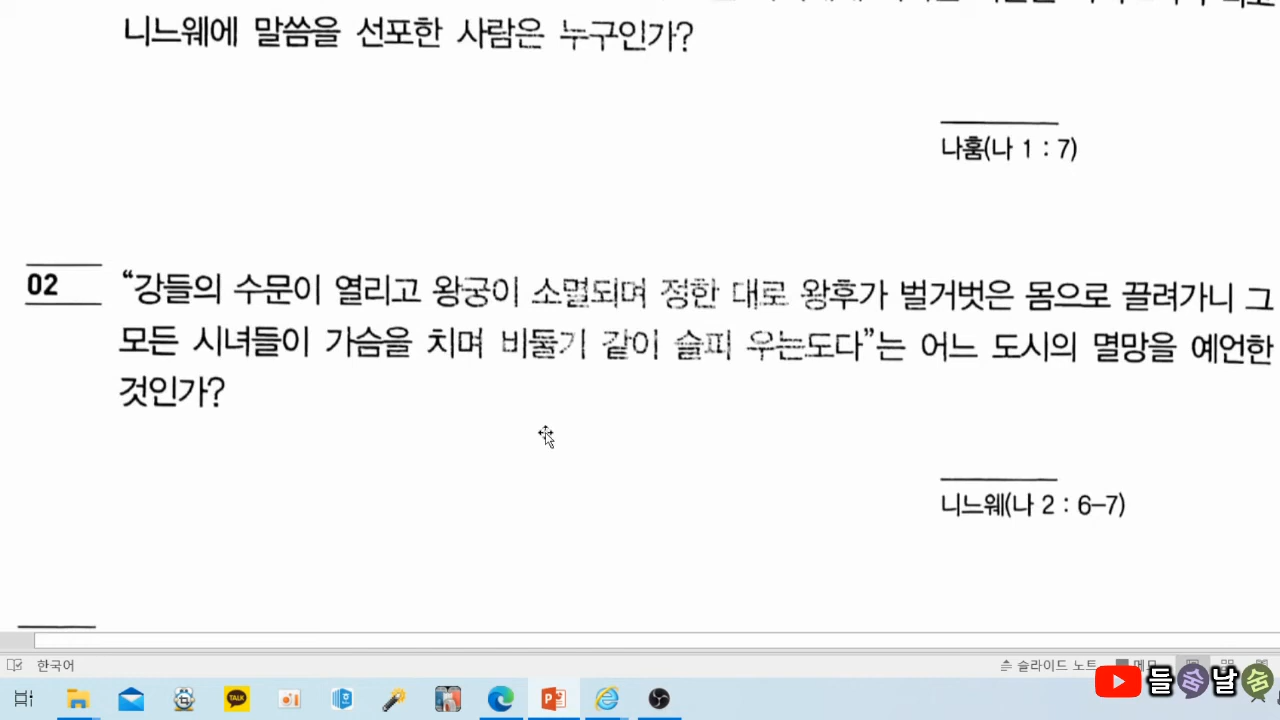 니느웨에 말씀을 선포한 사람은 누구인가?
나훔(나 1 : 7)
02
“강들의 수문이 열리고 왕궁이 소멸되며 정한 대로 왕후가 벌거벗은 몸으로 끌려가니 그
모든 시녀들이 가슴을 치며 비둘기 같이 슬피 우는도다”는 어느 도시의 멸망을 예언한
것인가?
니느웨(나 2 : 6–7)
한국어
슬라이드 노트
메모
TALK
들숨날숨